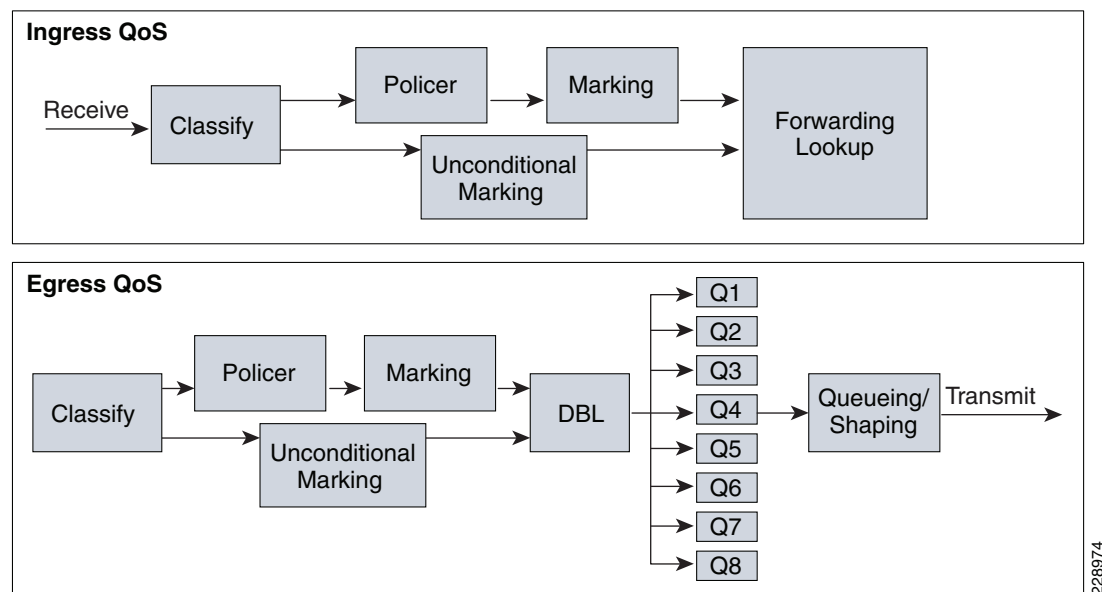 Ingress QoS
Receive
Classify
Policer
Marking
Unconditional
Marking
Forwarding
Lookup
Egress QoS
Classify
Policer
Marking
Unconditional
Marking
DBL
Q1
Q2
Q3
Q4
Q5
Q6
Q7
Q8
Queueing/
Shaping
Transmit
228974